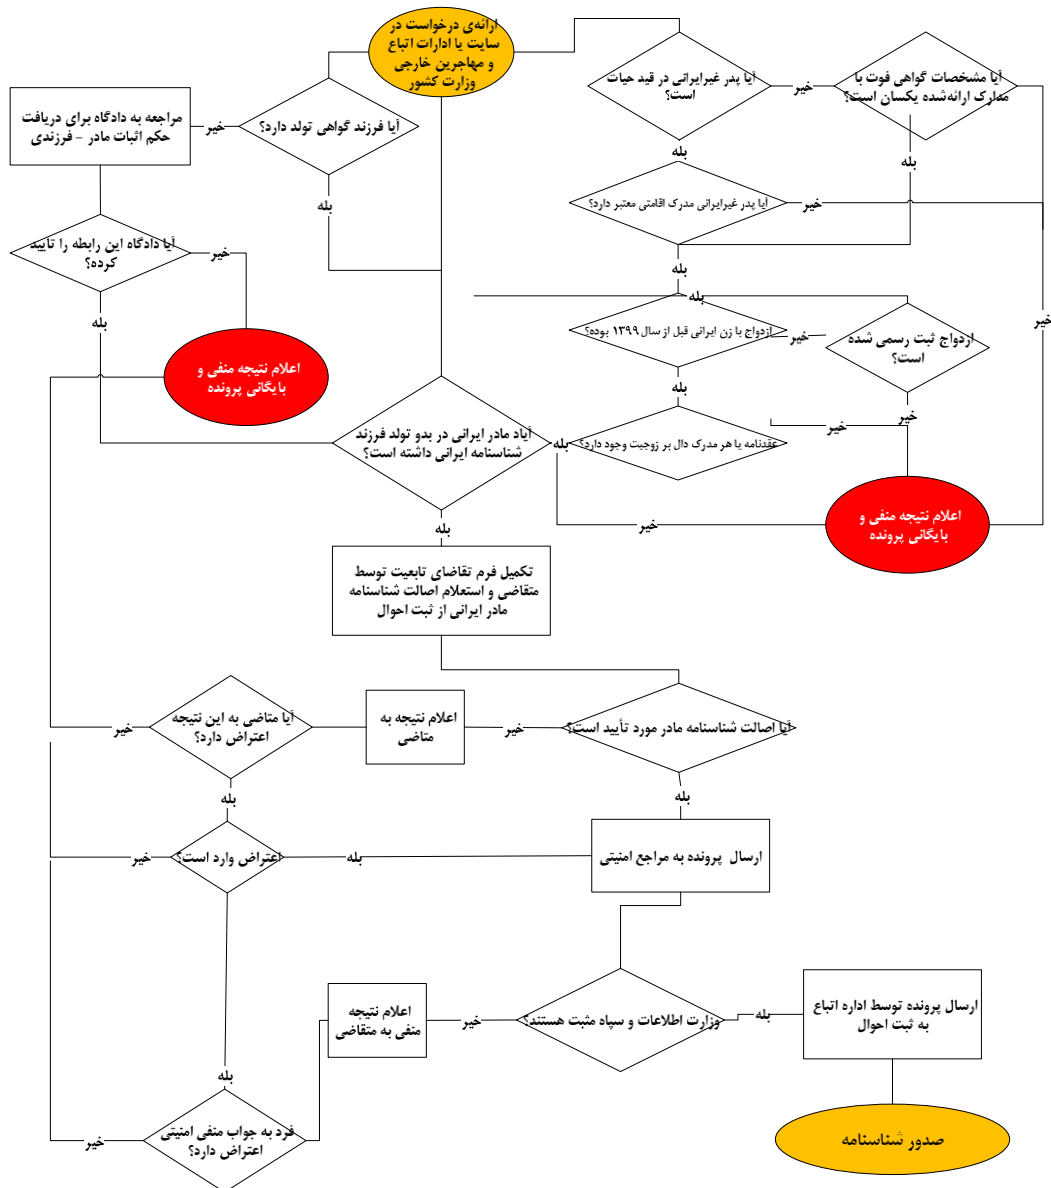 ارائه‌ی درخواست در
سایت یا ادارات اتباع
و مهاجرین خارجی
وزارت کشور
آیا پدر غیرایرانی در قید حیات
است؟
خیر
آیا مشخصات گواهی فوت با
مدارک ارائه‌شده یکسان است؟
مراجعه به دادگاه برای دریافت
حکم اثبات مادر - فرزندی
خیر
آیا فرزند گواهی تولد دارد؟
بله
بله
بله
آیا پدر غیرایرانی مدرک اقامتی معتبر دارد؟
خیر
آیا دادگاه این رابطه را تایید
کرده؟
خیر
بله
بله
بله
ازدواج با زن ایرانی قبل از سال ۱۳۹۹ بوده؟
خیر
ازدواج ثبت رسمی شده
است؟
خیر
اعلام نتیجه منفی و
بایگانی پرونده
بله
خیر
خیر
آیاد مادر ایرانی در بدو تولد فرزند
شناسنامه ایرانی داشته است؟
بله
عقدنامه یا هر مدرک دال بر زوجیت وجود دارد؟
بله
خیر
اعلام نتیجه منفی و
بایگانی پرونده
تکمیل فرم تقاضای تابعیت توسط
متقاضی و استعلام اصالت شناسنامه
مادر ایرانی از ثبت احوال
خیر
آیا متاضی به این نتیجه
اعتراض دارد؟
اعلام نتیجه به
متاضی
خیر
آیا اصالت شناسنامه مادر مورد تأیید است؟
بله
بله
خیر
اعتراض وارد است؟
بله
ارسال پرونده به مراجع امنیتی
اعلام نتیجه
منفی به متقاضی
خیر
وزارت اطلاعات و سپاه مثبت هستند؟
بله
ارسال پرونده توسط اداره اتباع
به ثبت احوال
بله
خیر
فرد به جواب منفی امنیتی
اعتراض دارد؟
صدور شناسنامه